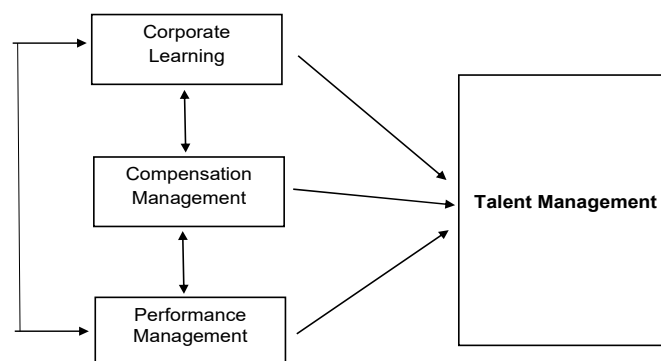 Corporate
Learning
Compensation
Management
Talent Management
Performance
Management